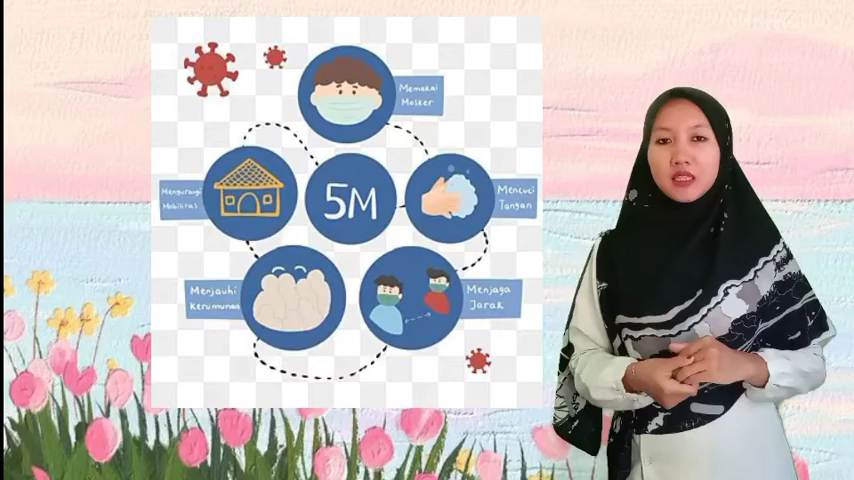 Memakai
Masker
Mengurangi
Mobilitas
5M
Mencuci
Tangan
Menjauhi
Kerumunan
Menjaga
Jarak